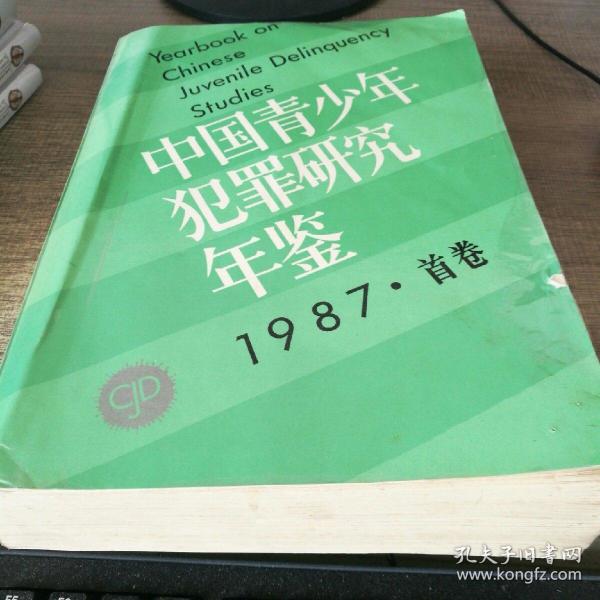 Yearbook on
Chinese
Juvenile Delinquency
Studies
中国青少年
犯罪研究
年鉴
1987·首卷
CJD
孔夫子旧书网
www.kongfz.com